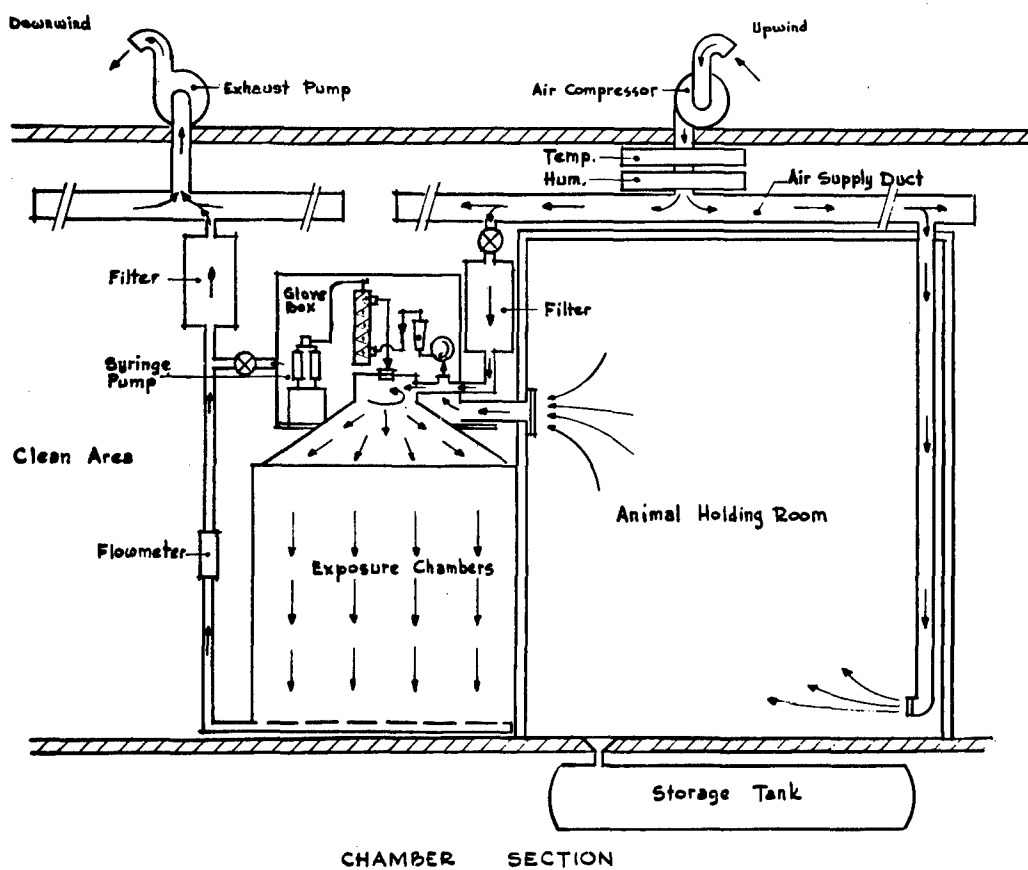 Downwind
Upwind
Exhaust Pump
Air Compressor
Temp.
Hum.
Air Supply Duct
Filter
Glove
Box
Filter
Syringe
Pump
Clean Area
Animal Holding Room
Flowmeter
Exposure Chambers
Storage Tank
CHAMBER SECTION